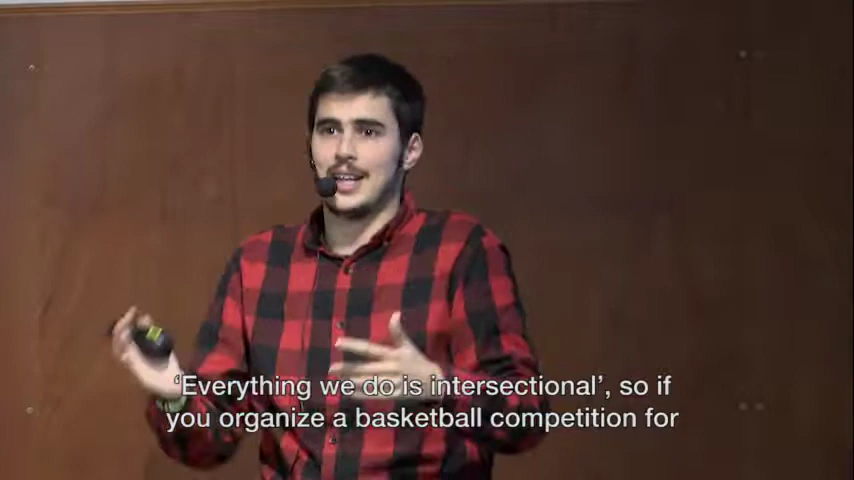 ‘Everything we do is intersectional’, so if
you organize a basketball competition for